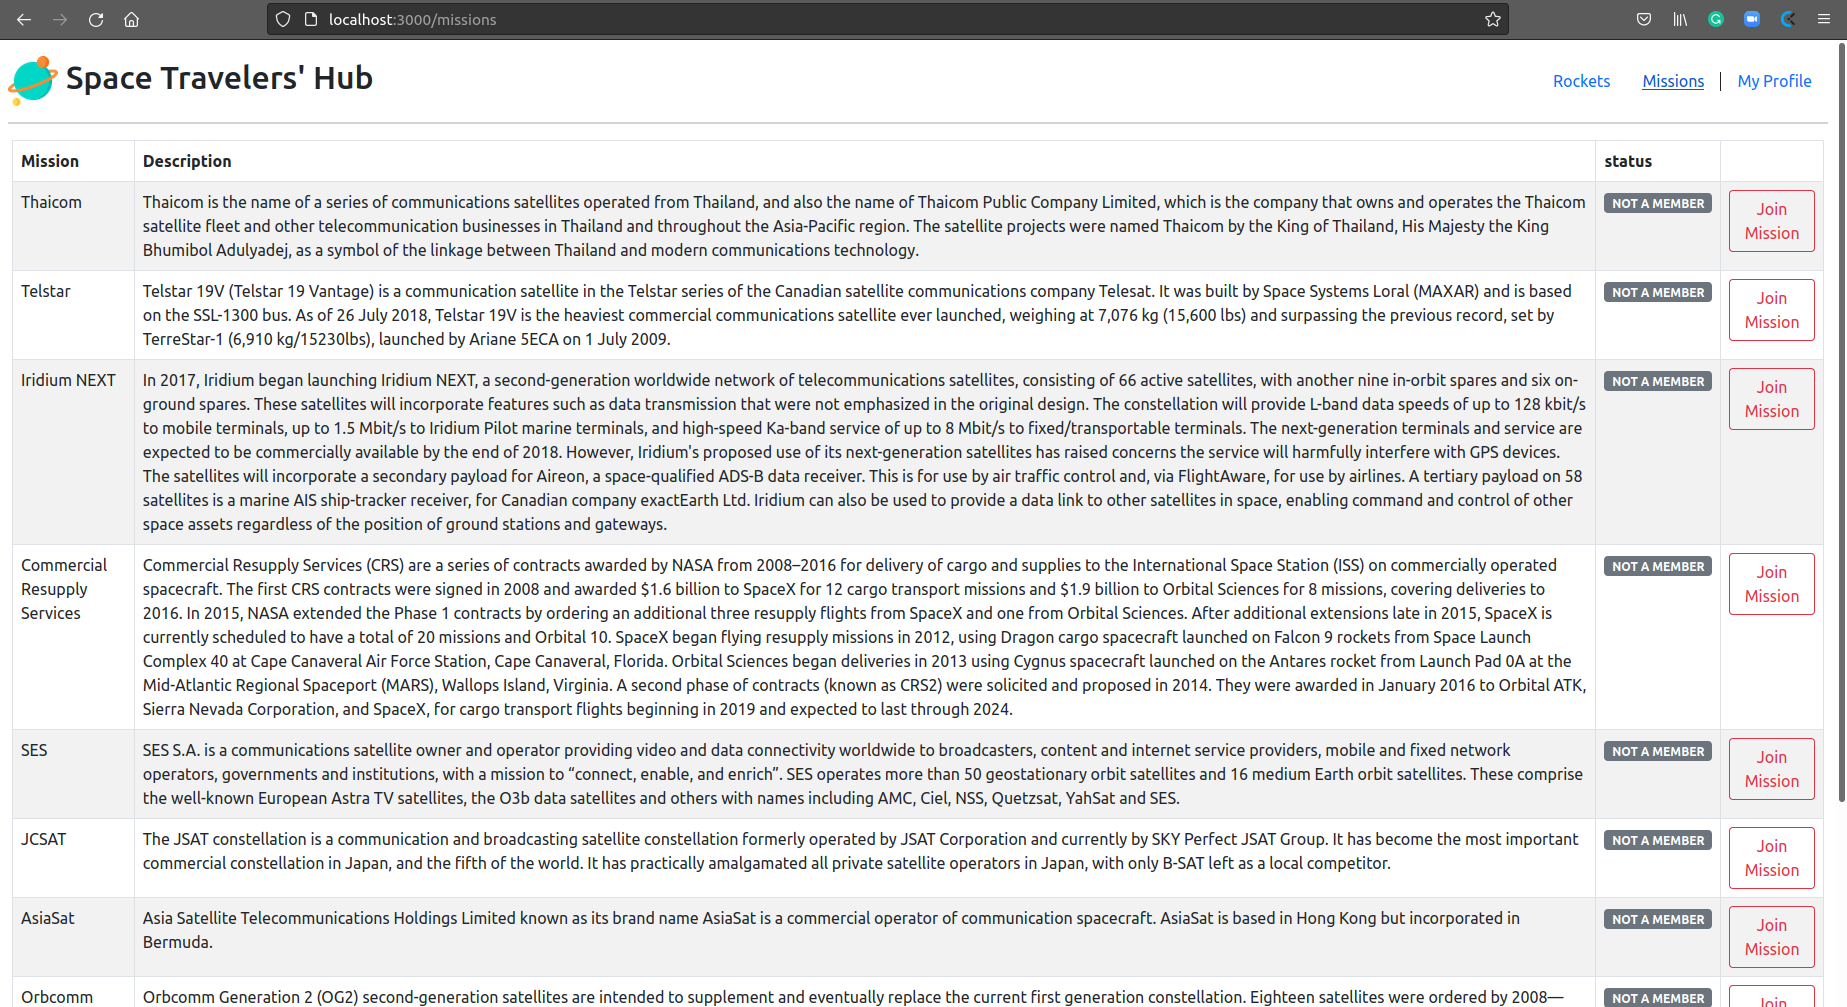 localhost:3000/missions
Space Travelers' Hub
Rockets Missions | My Profile
Mission Description status
Thaicom
Thaicom is the name of a series of communications satellites operated from Thailand, and also the name of Thaicom Public Company Limited, which is the company that owns and operates the Thaicom
satellite fleet and other telecommunication businesses in Thailand and throughout the Asia-Pacific region. The satellite projects were named Thaicom by the King of Thailand, His Majesty the King
Bhumibol Adulyadej, as a symbol of the linkage between Thailand and modern communications technology.
NOT A MEMBER
Join
Mission
Telstar
Telstar 19V (Telstar 19 Vantage) is a communication satellite in the Telstar series of the Canadian satellite communications company Telesat. It was built by Space Systems Loral (MAXAR) and is based
on the SSL-1300 bus. As of 26 July 2018, Telstar 19V is the heaviest commercial communications satellite ever launched, weighing at 7,076 kg (15,600 lbs) and surpassing the previous record, set by
TerreStar-1 (6,910 kg/15230lbs), launched by Ariane 5ECA on 1 July 2009.
NOT A MEMBER
Join
Mission
Iridium NEXT
In 2017, Iridium began launching Iridium NEXT, a second-generation worldwide network of telecommunications satellites, consisting of 66 active satellites, with another nine in-orbit spares and six on-
ground spares. These satellites will incorporate features such as data transmission that were not emphasized in the original design. The constellation will provide L-band data speeds of up to 128 kbit/s
to mobile terminals, up to 1.5 Mbit/s to Iridium Pilot marine terminals, and high-speed Ka-band service of up to 8 Mbit/s to fixed/transportable terminals. The next-generation terminals and service are
expected to be commercially available by the end of 2018. However, Iridium's proposed use of its next-generation satellites has raised concerns the service will harmfully interfere with GPS devices.
The satellites will incorporate a secondary payload for Aireon, a space-qualified ADS-B data receiver. This is for use by air traffic control and, via FlightAware, for use by airlines. A tertiary payload on 58
satellites is a marine AIS ship-tracker receiver, for Canadian company exactEarth Ltd. Iridium can also be used to provide a data link to other satellites in space, enabling command and control of other
space assets regardless of the position of ground stations and gateways.
NOT A MEMBER
Join
Mission
Commercial
Resupply
Services
Commercial Resupply Services (CRS) are a series of contracts awarded by NASA from 2008–2016 for delivery of cargo and supplies to the International Space Station (ISS) on commercially operated
spacecraft. The first CRS contracts were signed in 2008 and awarded $1.6 billion to SpaceX for 12 cargo transport missions and $1.9 billion to Orbital Sciences for 8 missions, covering deliveries to
2016. In 2015, NASA extended the Phase 1 contracts by ordering an additional three resupply flights from SpaceX and one from Orbital Sciences. After additional extensions late in 2015, SpaceX is
currently scheduled to have a total of 20 missions and Orbital 10. SpaceX began flying resupply missions in 2012, using Dragon cargo spacecraft launched on Falcon 9 rockets from Space Launch
Complex 40 at Cape Canaveral Air Force Station, Cape Canaveral, Florida. Orbital Sciences began deliveries in 2013 using Cygnus spacecraft launched on the Antares rocket from Launch Pad 0A at the
Mid-Atlantic Regional Spaceport (MARS), Wallops Island, Virginia. A second phase of contracts (known as CRS2) were solicited and proposed in 2014. They were awarded in January 2016 to Orbital ATK,
Sierra Nevada Corporation, and SpaceX, for cargo transport flights beginning in 2019 and expected to last through 2024.
NOT A MEMBER
Join
Mission
SES
SES S.A. is a communications satellite owner and operator providing video and data connectivity worldwide to broadcasters, content and internet service providers, mobile and fixed network
operators, governments and institutions, with a mission to “connect, enable, and enrich”. SES operates more than 50 geostationary orbit satellites and 16 medium Earth orbit satellites. These comprise
the well-known European Astra TV satellites, the O3b data satellites and others with names including AMC, Ciel, NSS, Quetzsat, YahSat and SES.
NOT A MEMBER
Join
Mission
JCSAT
The JSAT constellation is a communication and broadcasting satellite constellation formerly operated by JSAT Corporation and currently by SKY Perfect JSAT Group. It has become the most important
commercial constellation in Japan, and the fifth of the world. It has practically amalgamated all private satellite operators in Japan, with only B-SAT left as a local competitor.
NOT A MEMBER
Join
Mission
AsiaSat
Asia Satellite Telecommunications Holdings Limited known as its brand name AsiaSat is a commercial operator of communication spacecraft. AsiaSat is based in Hong Kong but incorporated in
Bermuda.
NOT A MEMBER
Join
Mission
Orbcomm
Orbcomm Generation 2 (OG2) second-generation satellites are intended to supplement and eventually replace the current first generation constellation. Eighteen satellites were ordered by 2008—
NOT A MEMBER
Join